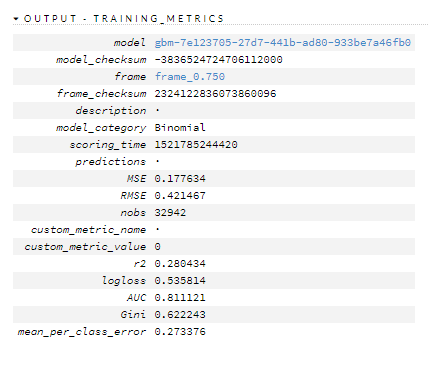 ▾ OUTPUT - TRAINING_METRICS
model gbm-7e123705-27d7-441b-ad80-933be7a46fb0
model_checksum -3836524724706112000
frame frame_0.750
frame_checksum 2324122836073860096
description ·
model_category Binomial
scoring_time 1521785244420
predictions ·
MSE 0.177634
RMSE 0.421467
nobs 32942
custom_metric_name ·
custom_metric_value 0
r2 0.280434
logloss 0.535814
AUC 0.811121
Gini 0.622243
mean_per_class_error 0.273376